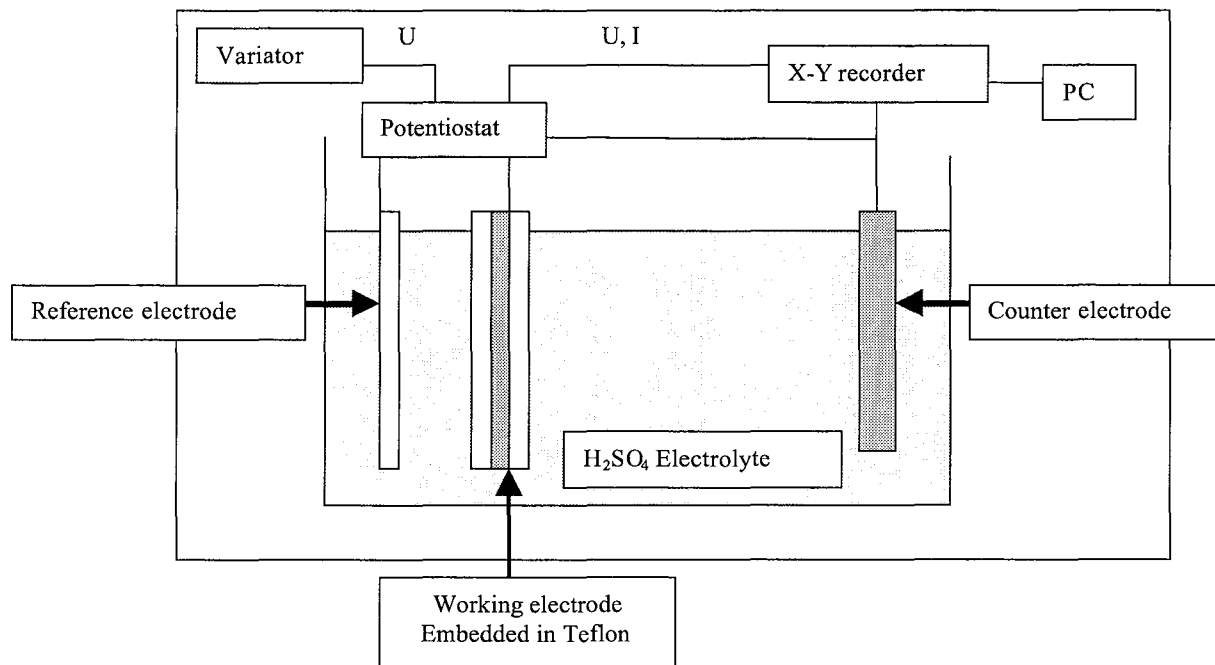 U
U, I
Variator
X-Y recorder
PC
Potentiostat
Reference electrode
Counter electrode
H₂SO₄ Electrolyte
Working electrode
Embedded in Teflon